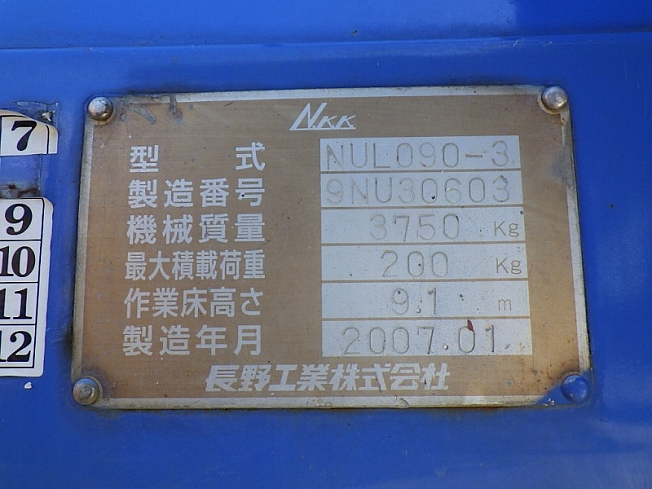 NKK
型式 NUL090-3
製造番号 9NU30603
機械質量 3750 Kg
最大積載荷重 200 Kg
作業床高さ 9.1 m
製造年月 2007.01
長野工業株式会社
7
9
10
11
12